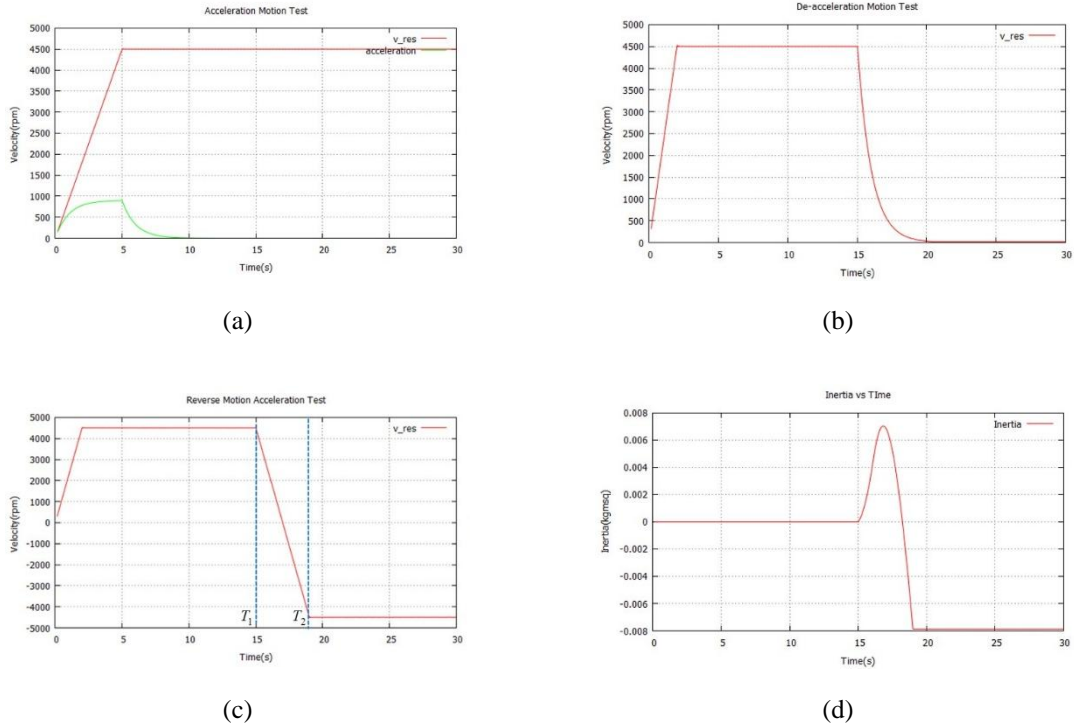 Acceleration Motion Test
5000
4500
4000
3500
3000
2500
2000
1500
1000
500
0
Velocity(rpm)
v_res
acceleration
0 5 10 15 20 25 30
Time(s)
(a)
De-acceleration Motion Test
5000
4500
4000
3500
3000
2500
2000
1500
1000
500
0
Velocity(rpm)
v_res
0 5 10 15 20 25 30
Time(s)
(b)
Reverse Motion Acceleration Test
5000
4000
3000
2000
1000
0
-1000
-2000
-3000
-4000
-5000
Velocity(rpm)
v_res
T1 T2
0 5 10 15 20 25 30
Time(s)
(c)
Inertia vs TIme
0.008
0.006
0.004
0.002
0
-0.002
-0.004
-0.006
-0.008
Inertia(kgmsq)
Inertia
0 5 10 15 20 25 30
Time(s)
(d)